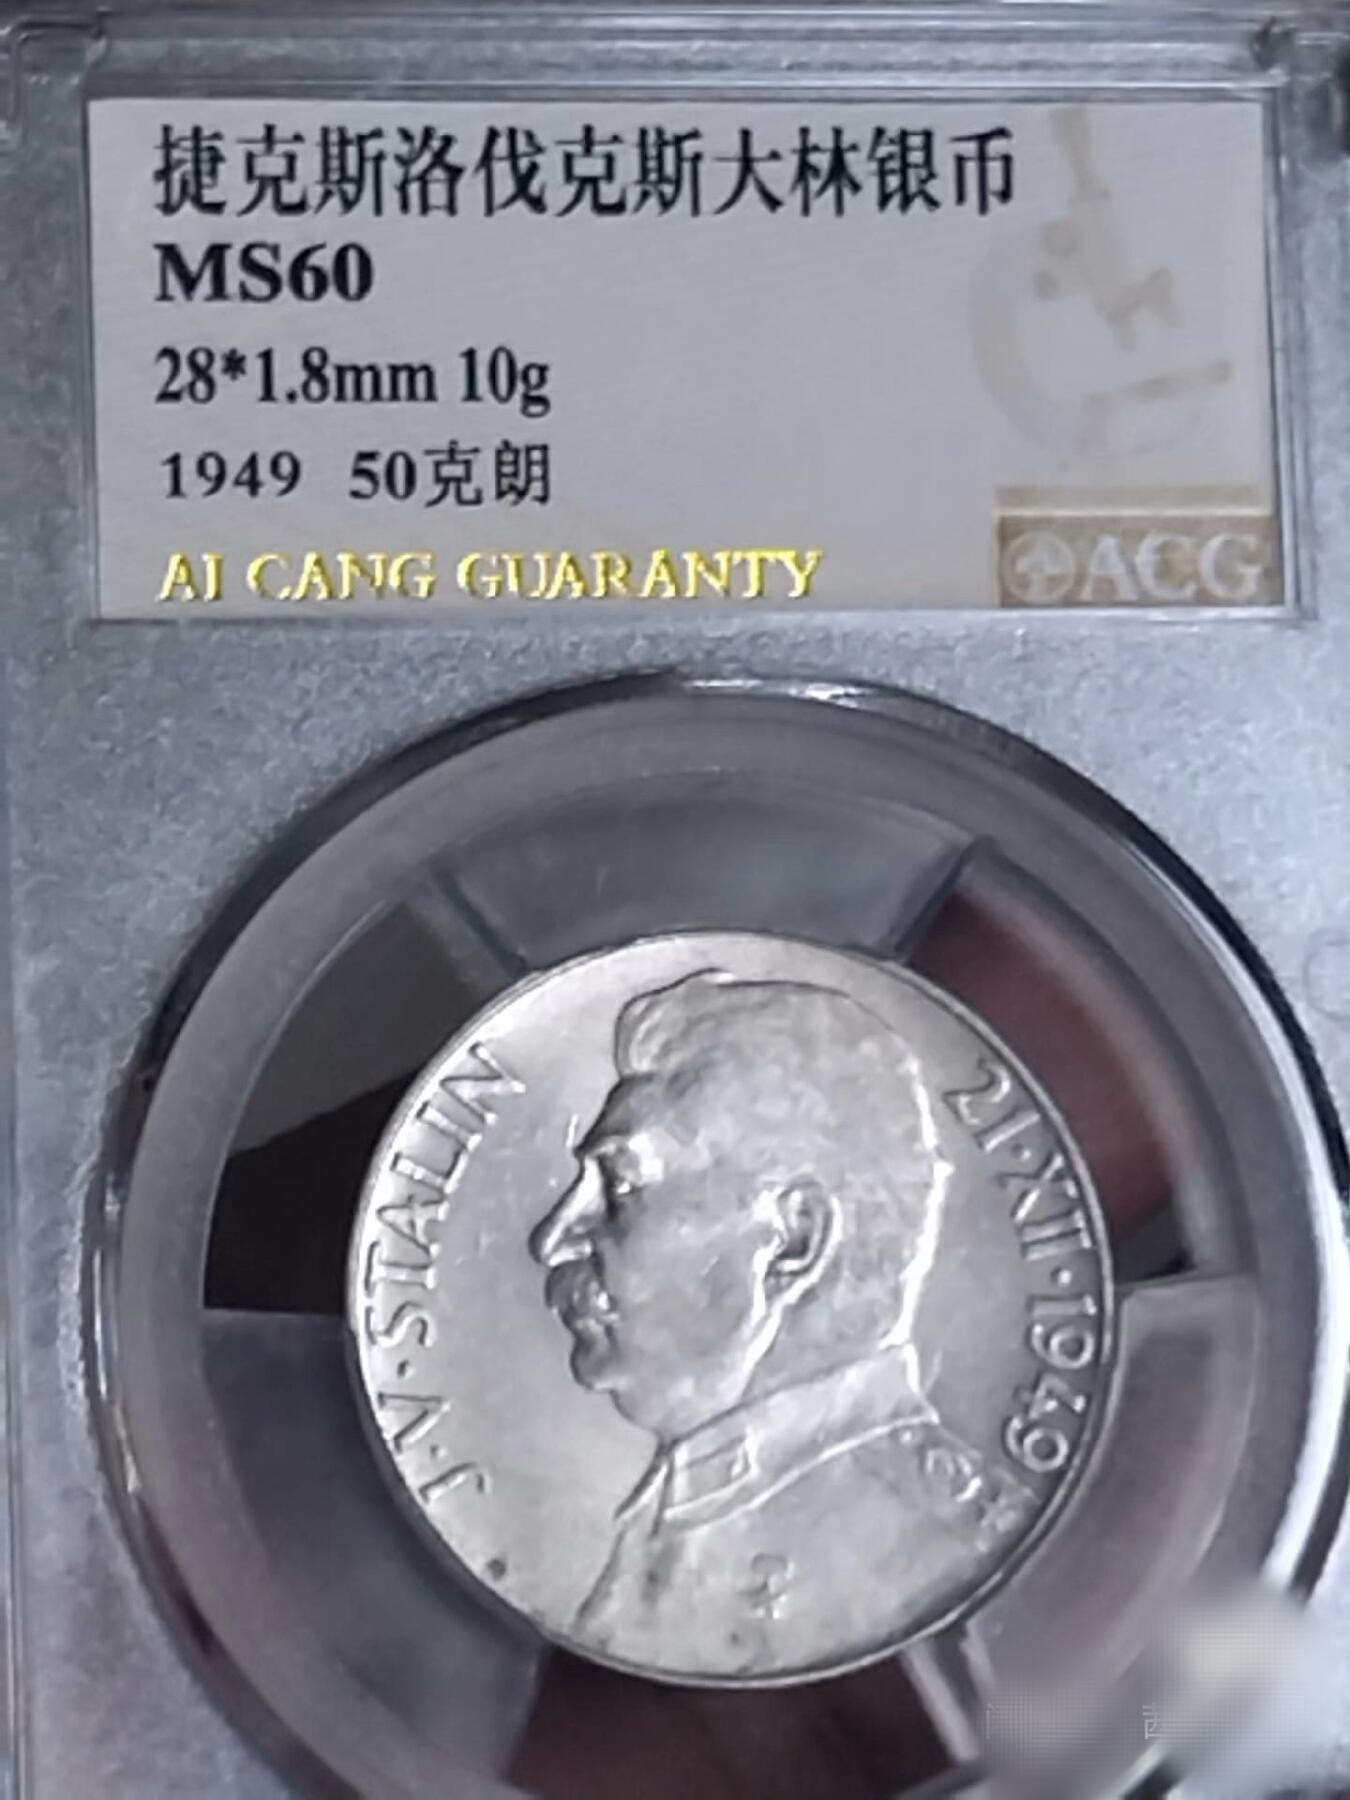 捷克斯洛伐克斯大林银币
MS60
28*1.8mm 10g
1949 50克朗
AI CANG GUARANTY
ACG
J·V·STALIN
21·XII·1949